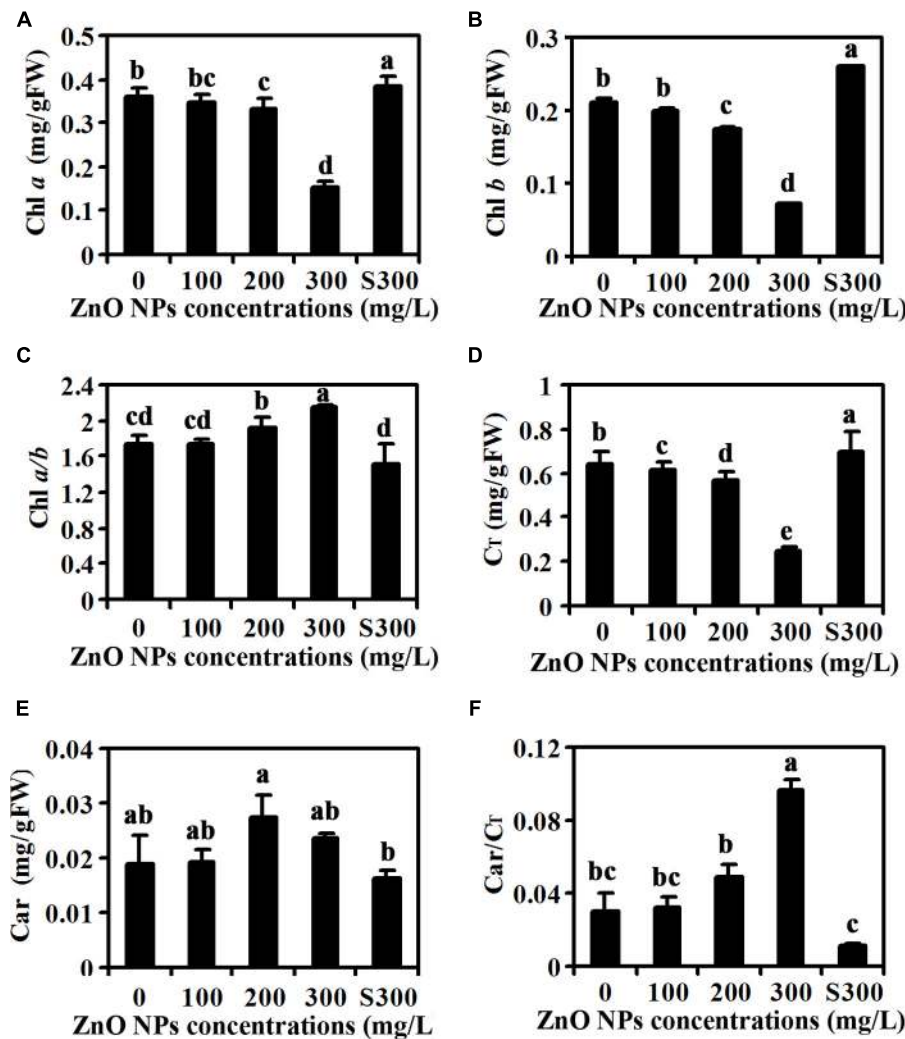 A
Chl a (mg/gFW)
0.5
0.4
0.3
0.2
0.1
0
b
bc
c
d
a
0 100 200 300 S300
ZnO NPs concentrations (mg/L)
B
Chl b (mg/gFW)
0.3
0.2
0.1
0
b
b
c
d
a
0 100 200 300 S300
ZnO NPs concentrations (mg/L)
C
Chl a/b
2.4
2
1.6
1.2
0.8
0.4
0
cd
cd
b
a
d
0 100 200 300 S300
ZnO NPs concentrations (mg/L)
D
CT (mg/gFW)
1
0.8
0.6
0.4
0.2
0
b
c
d
e
a
0 100 200 300 S300
ZnO NPs concentrations (mg/L)
E
Car (mg/gFW)
0.04
0.03
0.02
0.01
0
ab
ab
a
ab
b
0 100 200 300 S300
ZnO NPs concentrations (mg/L
F
Car/CT
0.12
0.08
0.04
0
bc
bc
b
a
c
0 100 200 300 S300
ZnO NPs concentrations (mg/L)